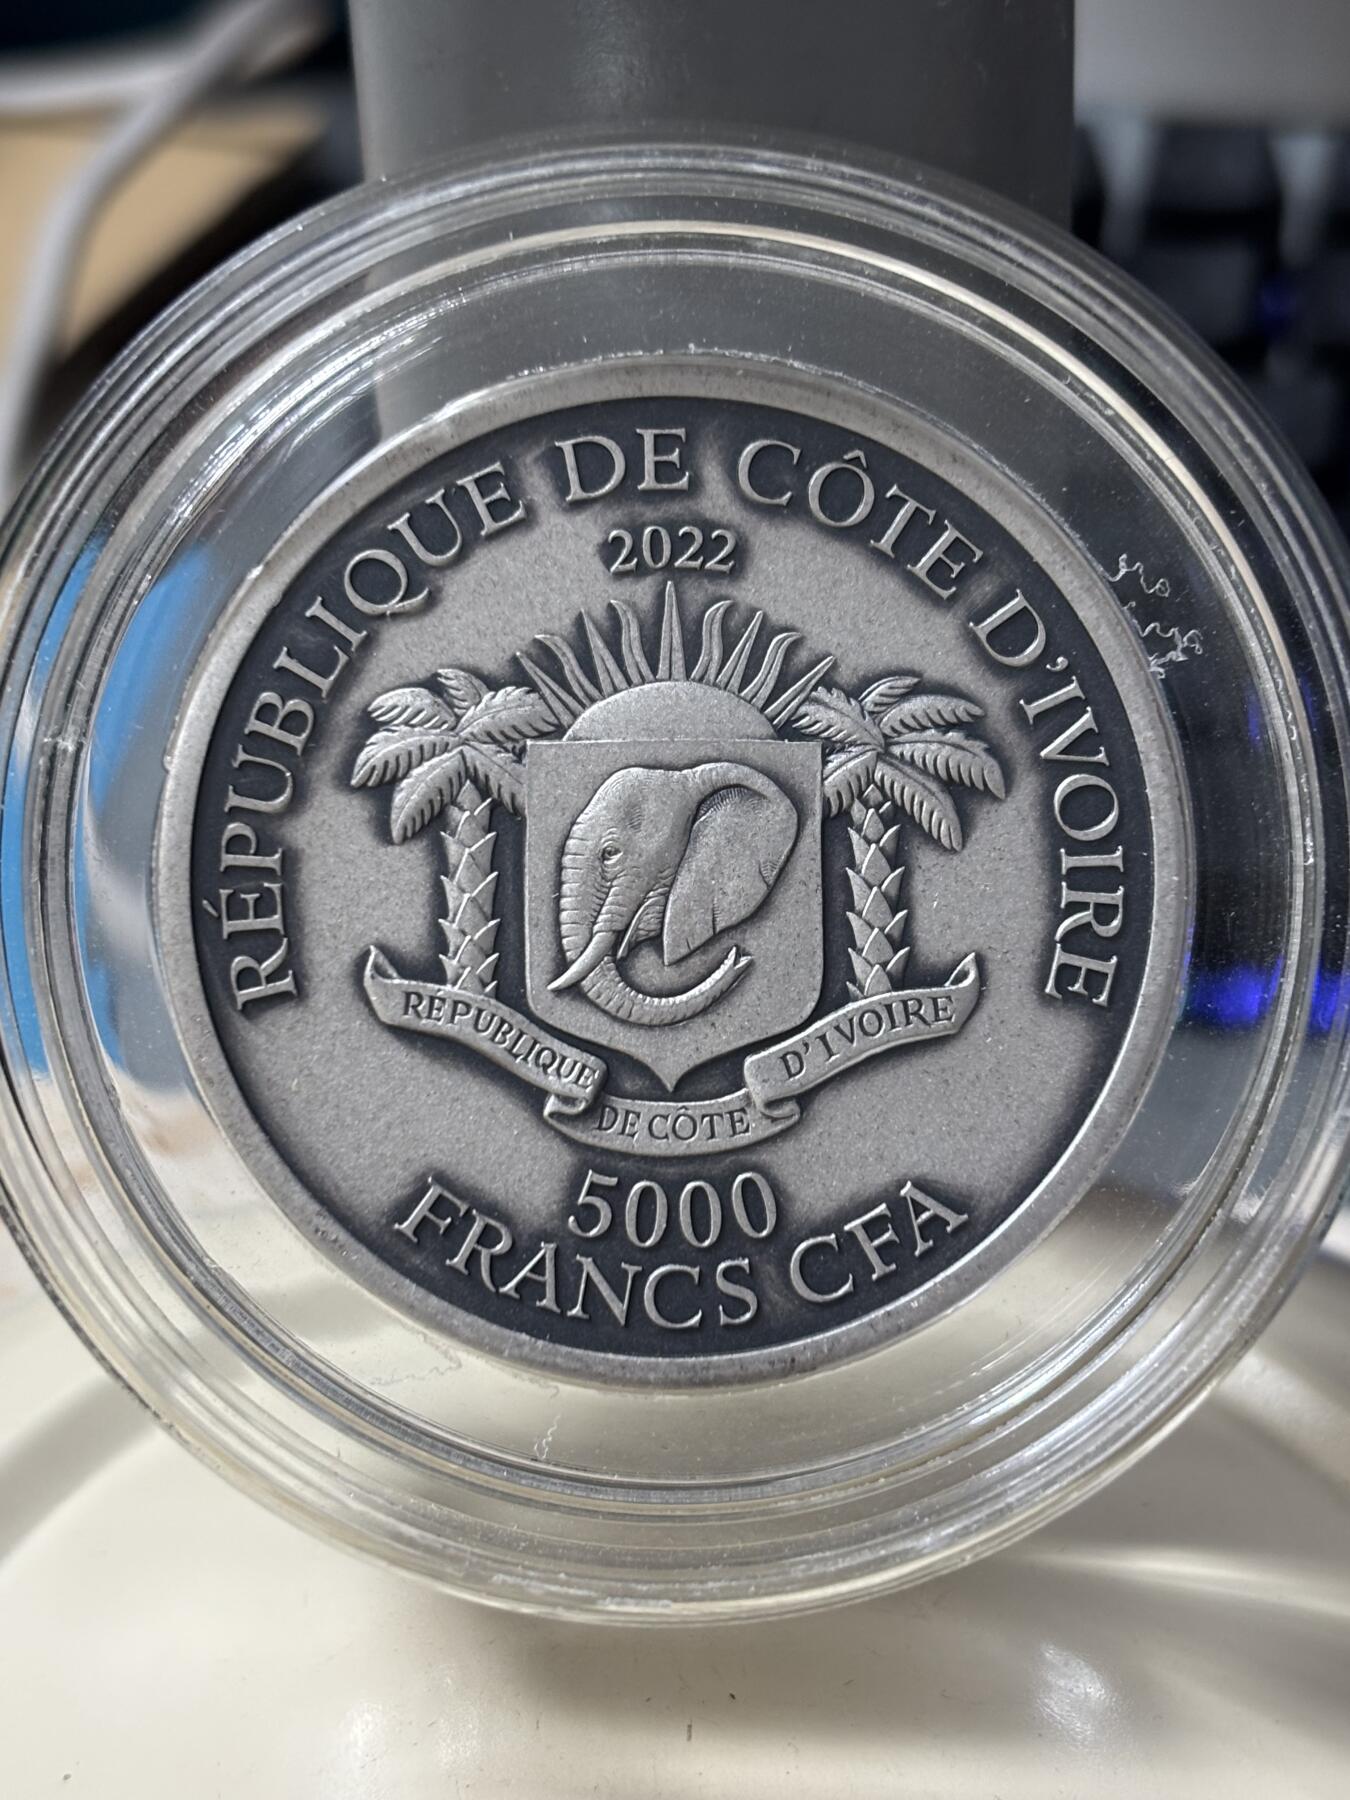 RÉPUBLIQUE DE CÔTE D'IVOIRE
2022
RÉPUBLIQUE DE CÔTE D'IVOIRE
5000
FRANCS CFA